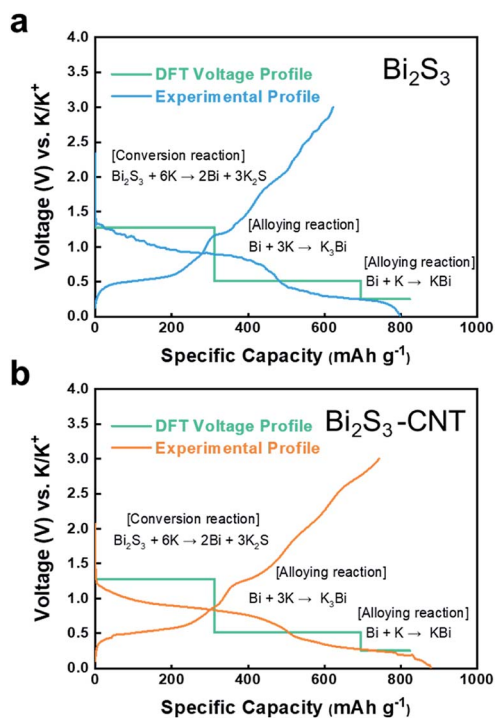 a
Bi₂S₃
DFT Voltage Profile
Experimental Profile
[Conversion reaction]
Bi₂S₃ + 6K → 2Bi + 3K₂S
[Alloying reaction]
Bi + 3K → K₃Bi
[Alloying reaction]
Bi + K → KBi
Voltage (V) vs. K/K⁺
4.0
3.5
3.0
2.5
2.0
1.5
1.0
0.5
0.0
0 200 400 600 800 1000
Specific Capacity (mAh g⁻¹)
b
Bi₂S₃-CNT
DFT Voltage Profile
Experimental Profile
[Conversion reaction]
Bi₂S₃ + 6K → 2Bi + 3K₂S
[Alloying reaction]
Bi + 3K → K₃Bi
[Alloying reaction]
Bi + K → KBi
Voltage (V) vs. K/K⁺
4.0
3.5
3.0
2.5
2.0
1.5
1.0
0.5
0.0
0 200 400 600 800 1000
Specific Capacity (mAh g⁻¹)